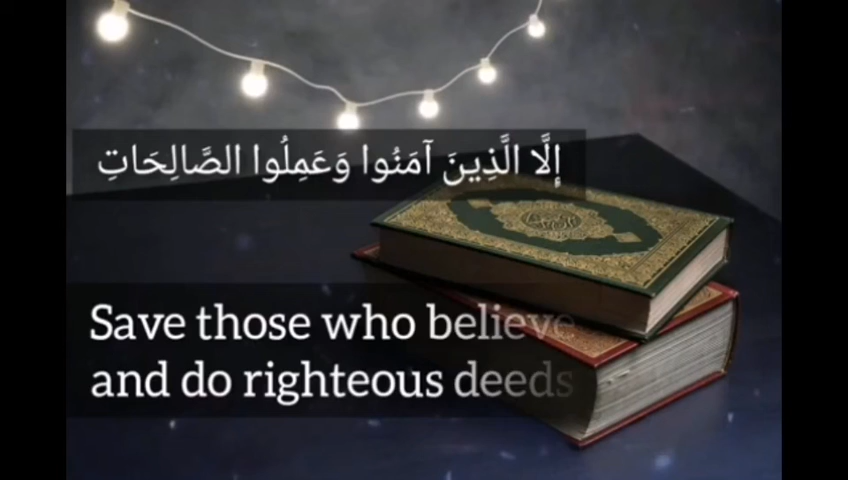 إِلَّا الَّذِينَ آمَنُوا وَعَمِلُوا الصَّالِحَاتِ
Save those who believe
and do righteous deeds